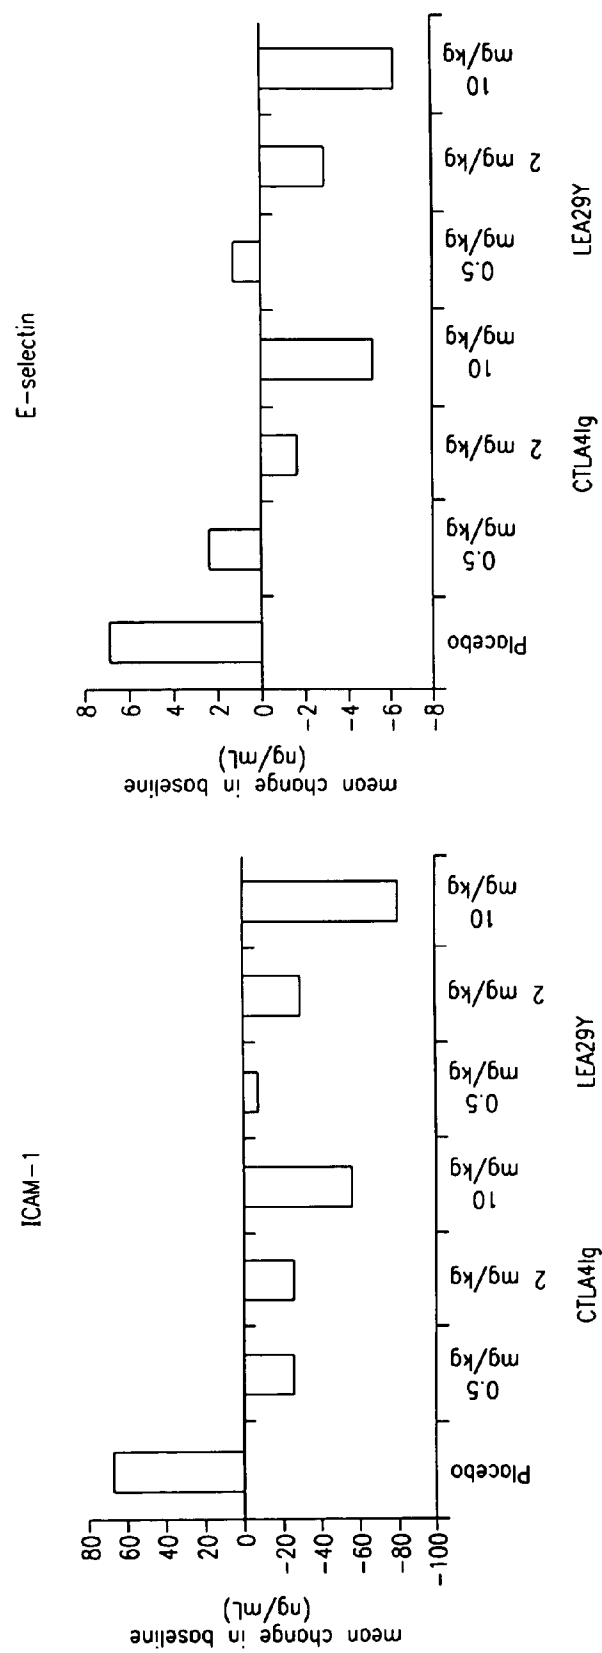 ICAM-1
mean change in baseline
(ng/mL)
80
60
40
20
0
-20
-40
-60
-80
-100
Placebo
0.5
mg/kg
2 mg/kg
10
mg/kg
0.5
mg/kg
2 mg/kg
10
mg/kg
CTLA4Ig
LEA29Y
E-selectin
mean change in baseline
(ng/mL)
8
6
4
2
0
-2
-4
-6
-8
Placebo
0.5
mg/kg
2 mg/kg
10
mg/kg
0.5
mg/kg
2 mg/kg
10
mg/kg
CTLA4Ig
LEA29Y